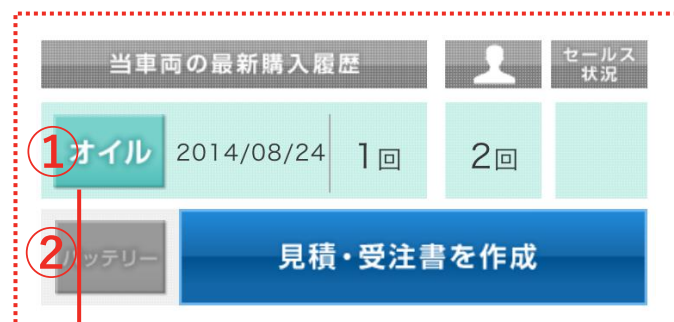 当車両の最新購入履歴
セールス
状況
① オイル 2014/08/24 1回 2回
② バッテリー 見積・受注書を作成